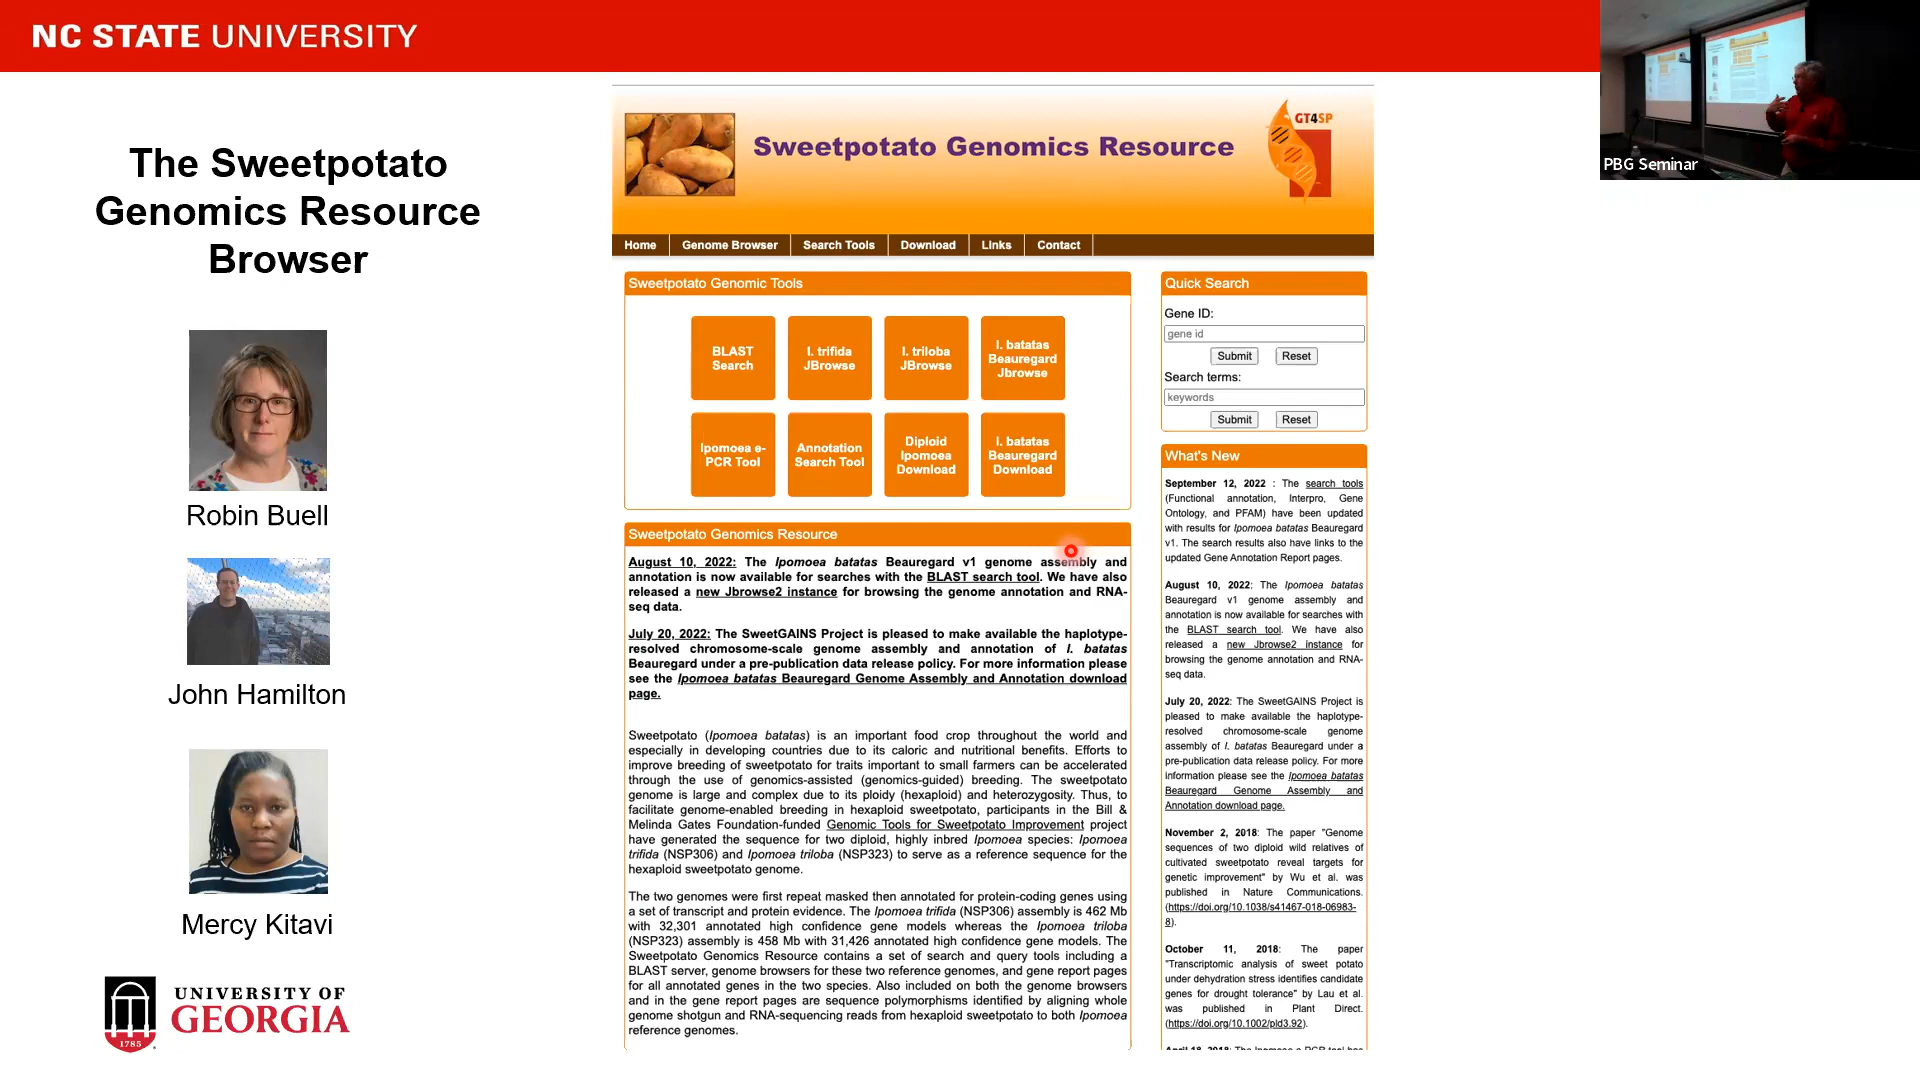 NC STATE UNIVERSITY
PBG Seminar
The Sweetpotato
Genomics Resource
Browser
Robin Buell
John Hamilton
Mercy Kitavi
UNIVERSITY OF
GEORGIA
1785
Sweetpotato Genomics Resource
GT4SP
Home
Genome Browser
Search Tools
Download
Links
Contact
Sweetpotato Genomic Tools
BLAST
Search
I. trifida
JBrowse
I. triloba
JBrowse
I. batatas
Beauregard
Jbrowse
Ipomoea e-
PCR Tool
Annotation
Search Tool
Diploid
Ipomoea
Download
I. batatas
Beauregard
Download
Sweetpotato Genomics Resource
August 10, 2022: The Ipomoea batatas Beauregard v1 genome assembly and
annotation is now available for searches with the BLAST search tool. We have also
released a new Jbrowse2 instance for browsing the genome annotation and RNA-
seq data.
July 20, 2022: The SweetGAINS Project is pleased to make available the haplotype-
resolved chromosome-scale genome assembly and annotation of I. batatas
Beauregard under a pre-publication data release policy. For more information please
see the Ipomoea batatas Beauregard Genome Assembly and Annotation download
page.
Sweetpotato (Ipomoea batatas) is an important food crop throughout the world and
especially in developing countries due to its caloric and nutritional benefits. Efforts to
improve breeding of sweetpotato for traits important to small farmers can be accelerated
through the use of genomics-assisted (genomics-guided) breeding. The sweetpotato
genome is large and complex due to its ploidy (hexaploid) and heterozygosity. Thus, to
facilitate genome-enabled breeding in hexaploid sweetpotato, participants in the Bill &
Melinda Gates Foundation-funded Genomic Tools for Sweetpotato Improvement project
have generated the sequence for two diploid, highly inbred Ipomoea species: Ipomoea
trifida (NSP306) and Ipomoea triloba (NSP323) to serve as a reference sequence for the
hexaploid sweetpotato genome.
The two genomes were first repeat masked then annotated for protein-coding genes using
a set of transcript and protein evidence. The Ipomoea trifida (NSP306) assembly is 462 Mb
with 32,301 annotated high confidence gene models whereas the Ipomoea triloba
(NSP323) assembly is 458 Mb with 31,426 annotated high confidence gene models. The
Sweetpotato Genomics Resource contains a set of search and query tools including a
BLAST server, genome browsers for these two reference genomes, and gene report pages
for all annotated genes in the two species. Also included on both the genome browsers
and in the gene report pages are sequence polymorphisms identified by aligning whole
genome shotgun and RNA-sequencing reads from hexaploid sweetpotato to both Ipomoea
reference genomes.
Quick Search
Gene ID:
gene id
Submit
Reset
Search terms:
keywords
Submit
Reset
What's New
September 12, 2022 : The search tools
(Functional annotation, Interpro, Gene
Ontology, and PFAM) have been updated
with results for Ipomoea batatas Beauregard
v1. The search results also have links to the
updated Gene Annotation Report pages.
August 10, 2022: The Ipomoea batatas
Beauregard v1 genome assembly and
annotation is now available for searches with
the BLAST search tool. We have also
released a new Jbrowse2 instance for
browsing the genome annotation and RNA-
seq data.
July 20, 2022: The SweetGAINS Project is
pleased to make available the haplotype-
resolved chromosome-scale genome
assembly of I. batatas Beauregard under a
pre-publication data release policy. For more
information please see the Ipomoea batatas
Beauregard Genome Assembly and
Annotation download page.
November 2, 2018: The paper "Genome
sequences of two diploid wild relatives of
cultivated sweetpotato reveal targets for
genetic improvement" by Wu et al. was
published in Nature Communications.
(https://doi.org/10.1038/s41467-018-06983-
8).
October 11, 2018: The paper
"Transcriptomic analysis of sweet potato
under dehydration stress identifies candidate
genes for drought tolerance" by Lau et al.
was published in Plant Direct.
(https://doi.org/10.1002/pld3.92).